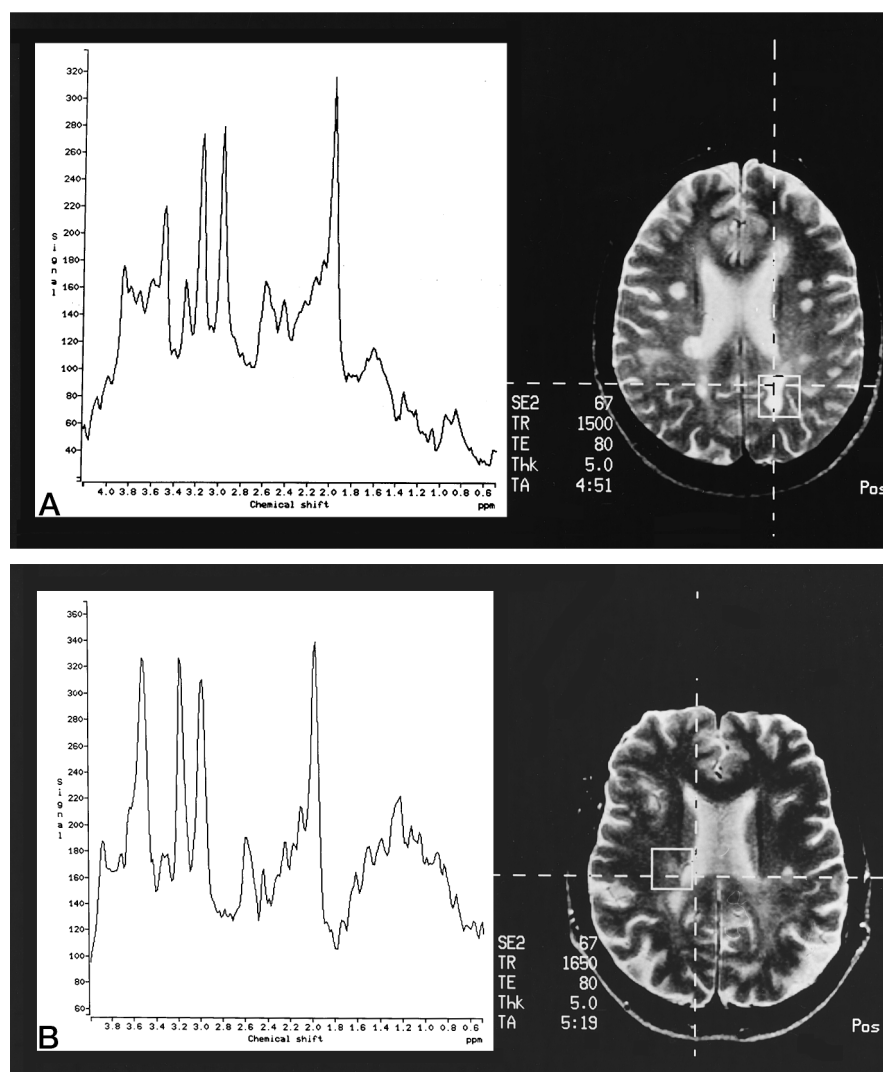 320
300
280
260
240
220
200
180
160
140
120
100
80
60
40
Signal
4.0 3.8 3.6 3.4 3.2 3.0 2.8 2.6 2.4 2.2 2.0 1.8 1.6 1.4 1.2 1.0 0.8 0.6
Chemical shift ppm
A
SE2 67
TR 1500
TE 80
Thk 5.0
TA 4:51
Pos
360
340
320
300
280
260
240
220
200
180
160
140
120
100
80
60
Signal
3.8 3.6 3.4 3.2 3.0 2.8 2.6 2.4 2.2 2.0 1.8 1.6 1.4 1.2 1.0 0.8 0.6
Chemical shift ppm
B
SE2 67
TR 1650
TE 80
Thk 5.0
TA 5:19
Pos